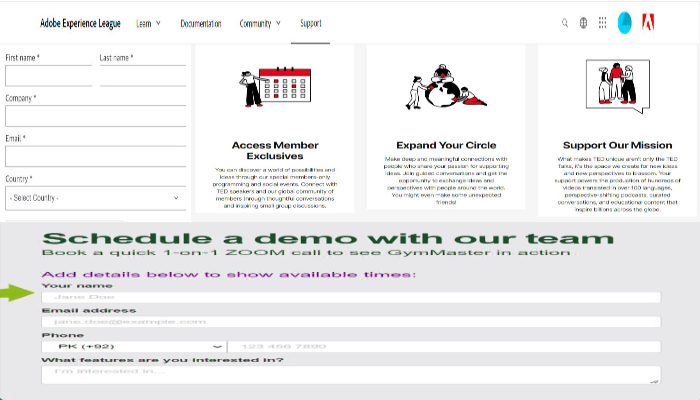 Adobe Experience League
Learn
Documentation
Community
Support
First name *
Last name *
Company *
Email *
Country *
- Select Country -
Access Member
Exclusives
You can discover a world of possibilities and
ideas through our special members-only
programming and social events. Connect with
TED speakers and our global community of
members through thoughtful conversations
and inspiring small group discussions.
Expand Your Circle
Make deep and meaningful connections with
people who share your passion for supporting
ideas. Join guided conversations and get the
opportunity to exchange ideas and
perspectives with people around the world.
You might even make some unexpected
friends!
Support Our Mission
What makes TED unique aren't only the TED
Talks, it's the space we create for new ideas
and new perspectives to blossom. Your
support powers the production of hundreds of
videos translated in over 100 languages,
perspective-shifting podcasts, curated
conversations, and educational content that
inspire billions across the globe.
Schedule a demo with our team
Book a quick 1-on-1 ZOOM call to see GymMaster in action
Add details below to show available times:
Your name
Jane Doe
Email address
jane.doe@example.com
Phone
PK (+92)
123 456 7890
What features are you interested in?
I'm interested in...